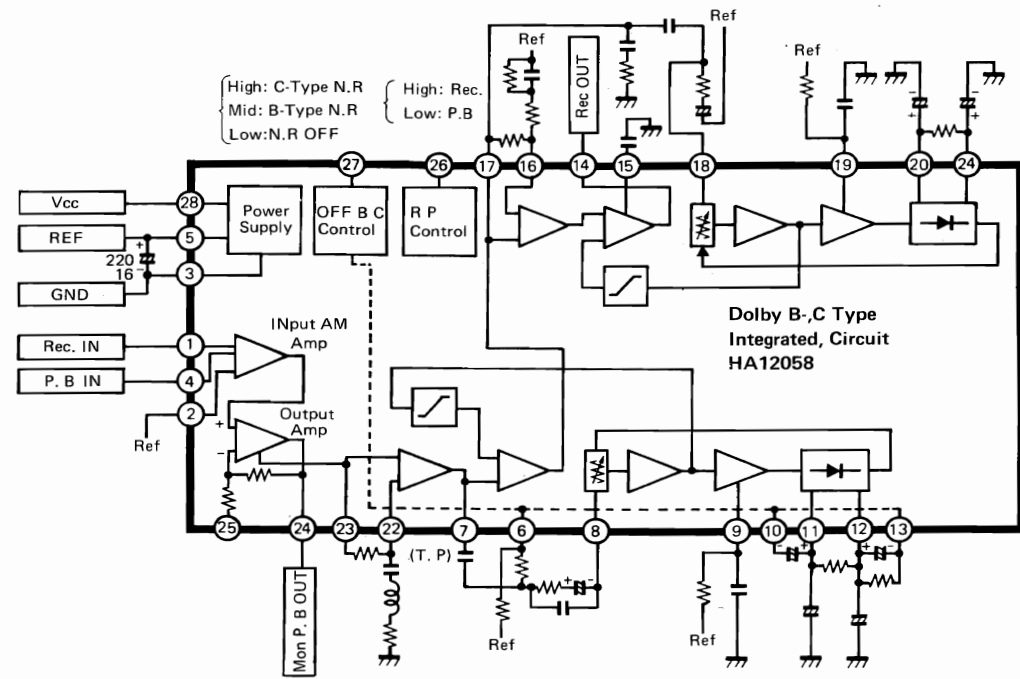 Ref
Ref
Ref
High: C-Type N.R
Mid: B-Type N.R
Low:N.R OFF
High: Rec.
Low: P.B
Rec OUT
27
26
17
16
14
15
18
19
20
24
Vcc
28
REF
5
+
220
16
-
3
GND
Power
Supply
OFF B C
Control
R P
Control
-
+
-
+
Dolby B-,C Type
Integrated, Circuit
HA12058
Rec. IN
1
P. B IN
4
2
Ref
INput AM
Amp
Output
Amp
+
-
25
24
23
22
7
6
8
9
10
11
12
13
(T. P)
+
-
-
+
+
-
Mon P. B OUT
Ref
Ref